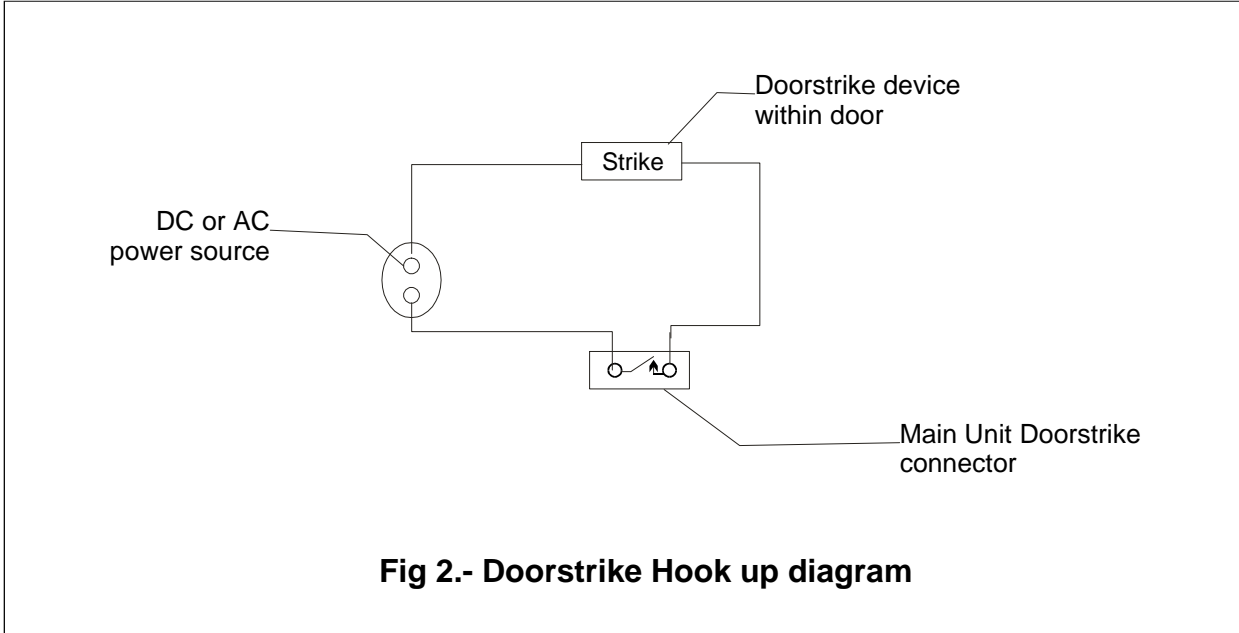 Doorstrike device
within door
Strike
DC or AC
power source
Main Unit Doorstrike
connector
Fig 2.- Doorstrike Hook up diagram